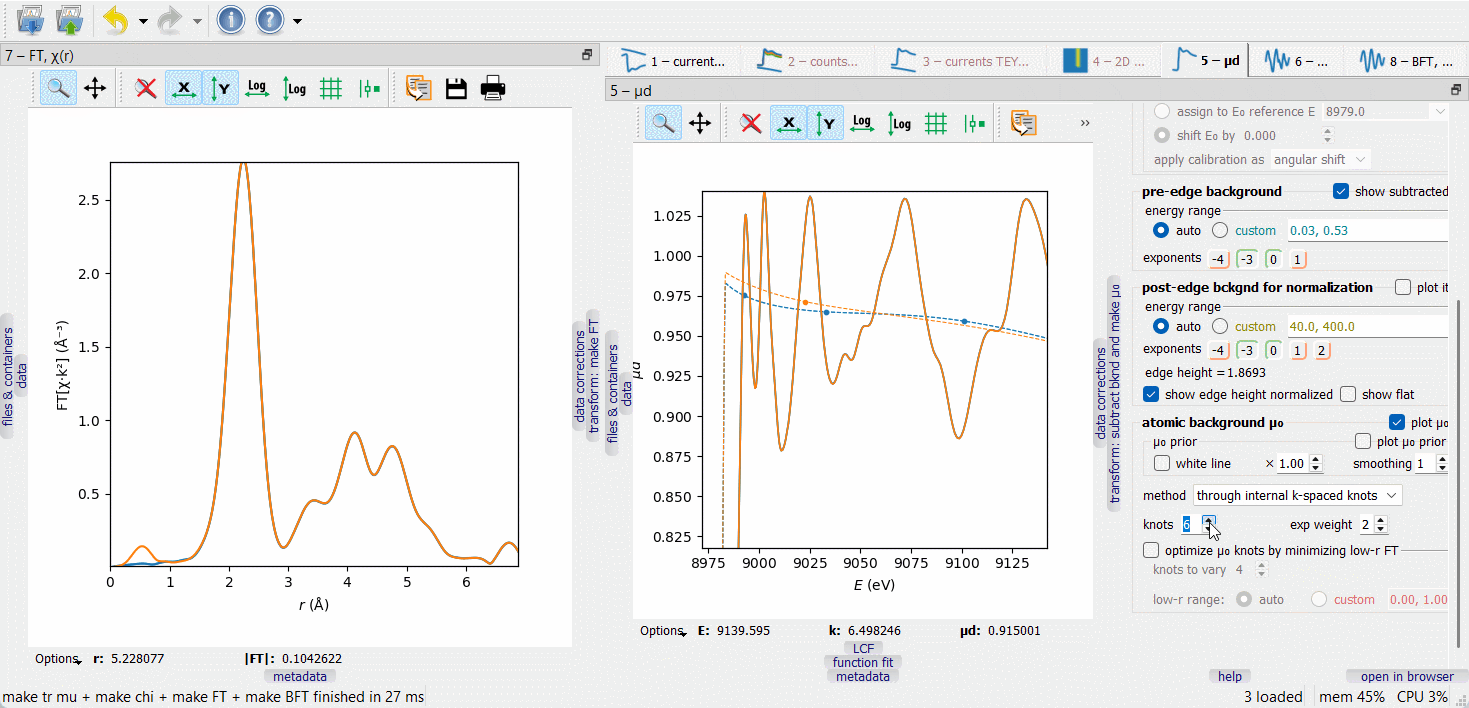 7 – FT, χ(r)
Log
Log
X
Y
2.5
2.0
1.5
1.0
0.5
FT[χ·k²] (Å⁻³)
0 1 2 3 4 5 6
r (Å)
Options r: 5.228077 |FT|: 0.1042622
metadata
files & containers
data
data corrections
transform: make FT
1 – current...
2 – counts...
3 – currents TEY...
4 – 2D ...
5 – μd
6 – ...
8 – BFT, ...
5 – μd
X
Y
Log
Log
»
1.025
1.000
0.975
0.950
0.925
0.900
0.875
0.850
0.825
μd
8975 9000 9025 9050 9075 9100 9125
E (eV)
Options E: 9139.595 k: 6.498246 μd: 0.915001
LCF
function fit
metadata
files & containers
data
data corrections
transform: subtract bknd and make μ₀
assign to E₀ reference E 8979.0
shift E₀ by 0.000
apply calibration as angular shift
pre-edge background show subtracted
energy range
auto custom 0.03, 0.53
exponents -4 -3 0 1
post-edge bckgnd for normalization plot it
energy range
auto custom 40.0, 400.0
exponents -4 -3 0 1 2
edge height = 1.8693
show edge height normalized show flat
atomic background μ₀ plot μ₀
μ₀ prior plot μ₀ prior
white line × 1.00 smoothing 1
method through internal k-spaced knots
knots 6 exp weight 2
optimize μ₀ knots by minimizing low-r FT
knots to vary 4
low-r range: auto custom 0.00, 1.00
help open in browser
make tr mu + make chi + make FT + make BFT finished in 27 ms
3 loaded mem 45% CPU 3%